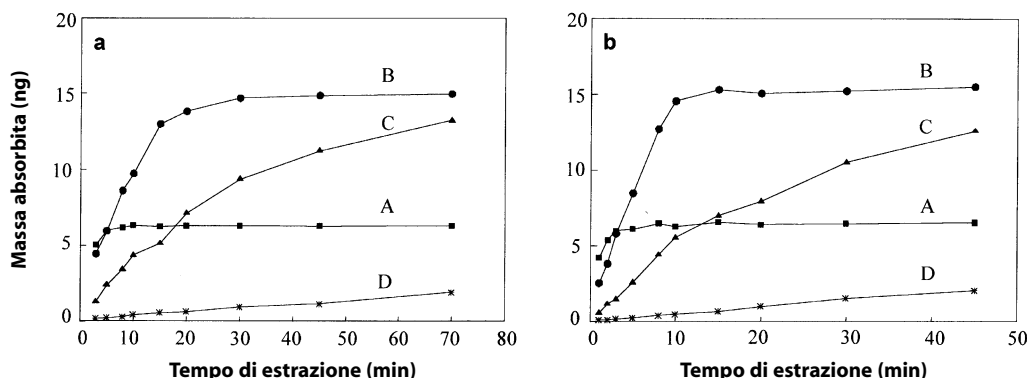 a
20
15
10
5
0
Massa absorbita (ng)
B
C
A
D
0 10 20 30 40 50 60 70 80
Tempo di estrazione (min)
b
20
15
10
5
0
B
C
A
D
0 10 20 30 40 50
Tempo di estrazione (min)